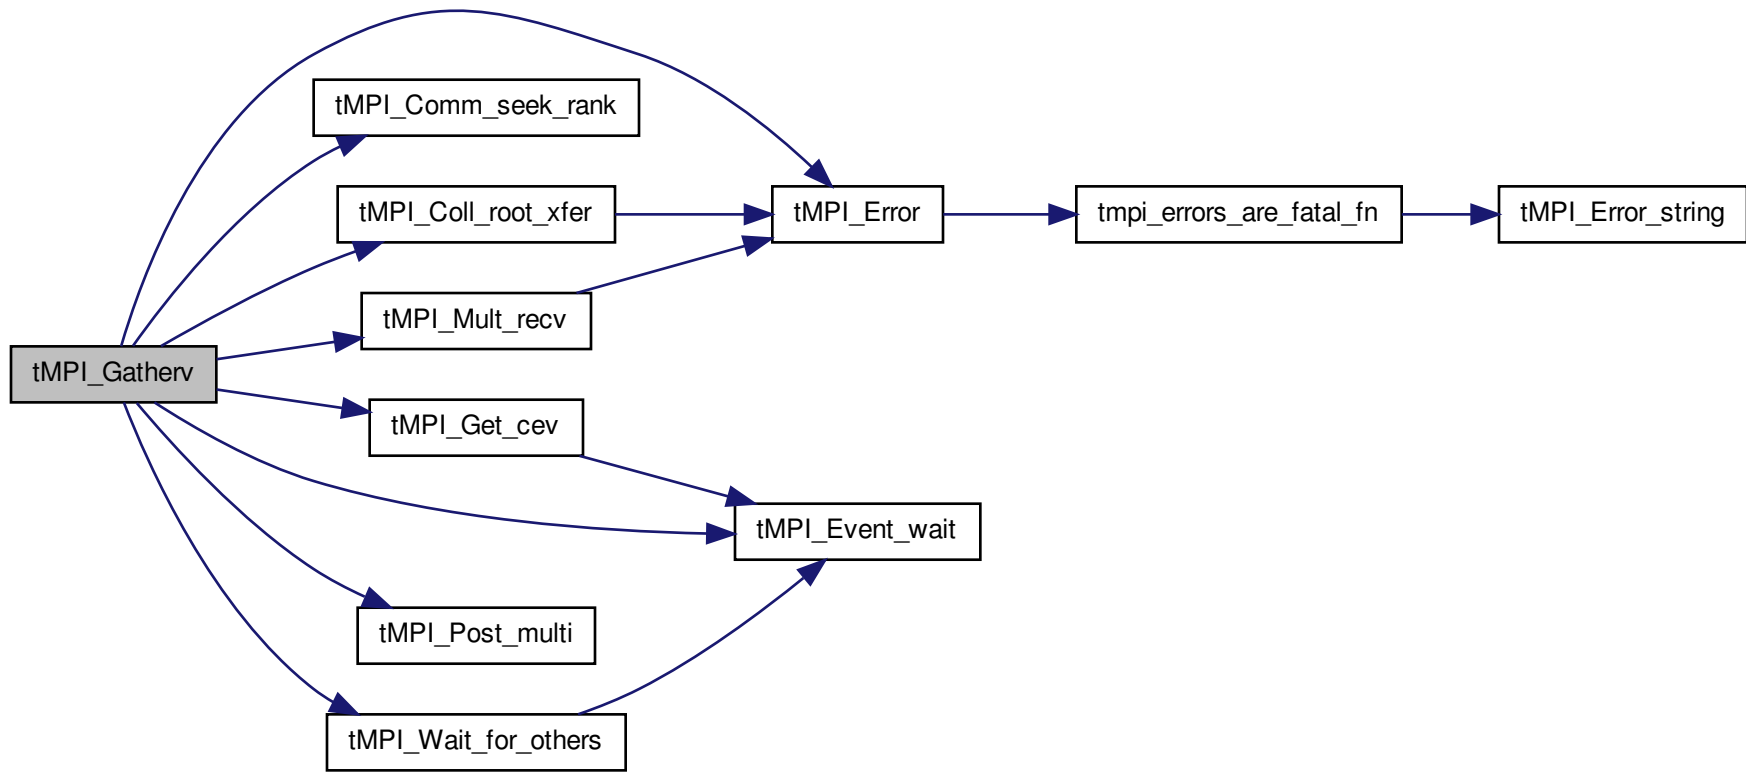 tMPI_Comm_seek_rank
tMPI_Coll_root_xfer
tMPI_Error
tmpi_errors_are_fatal_fn
tMPI_Error_string
tMPI_Mult_recv
tMPI_Gatherv
tMPI_Get_cev
tMPI_Event_wait
tMPI_Post_multi
tMPI_Wait_for_others